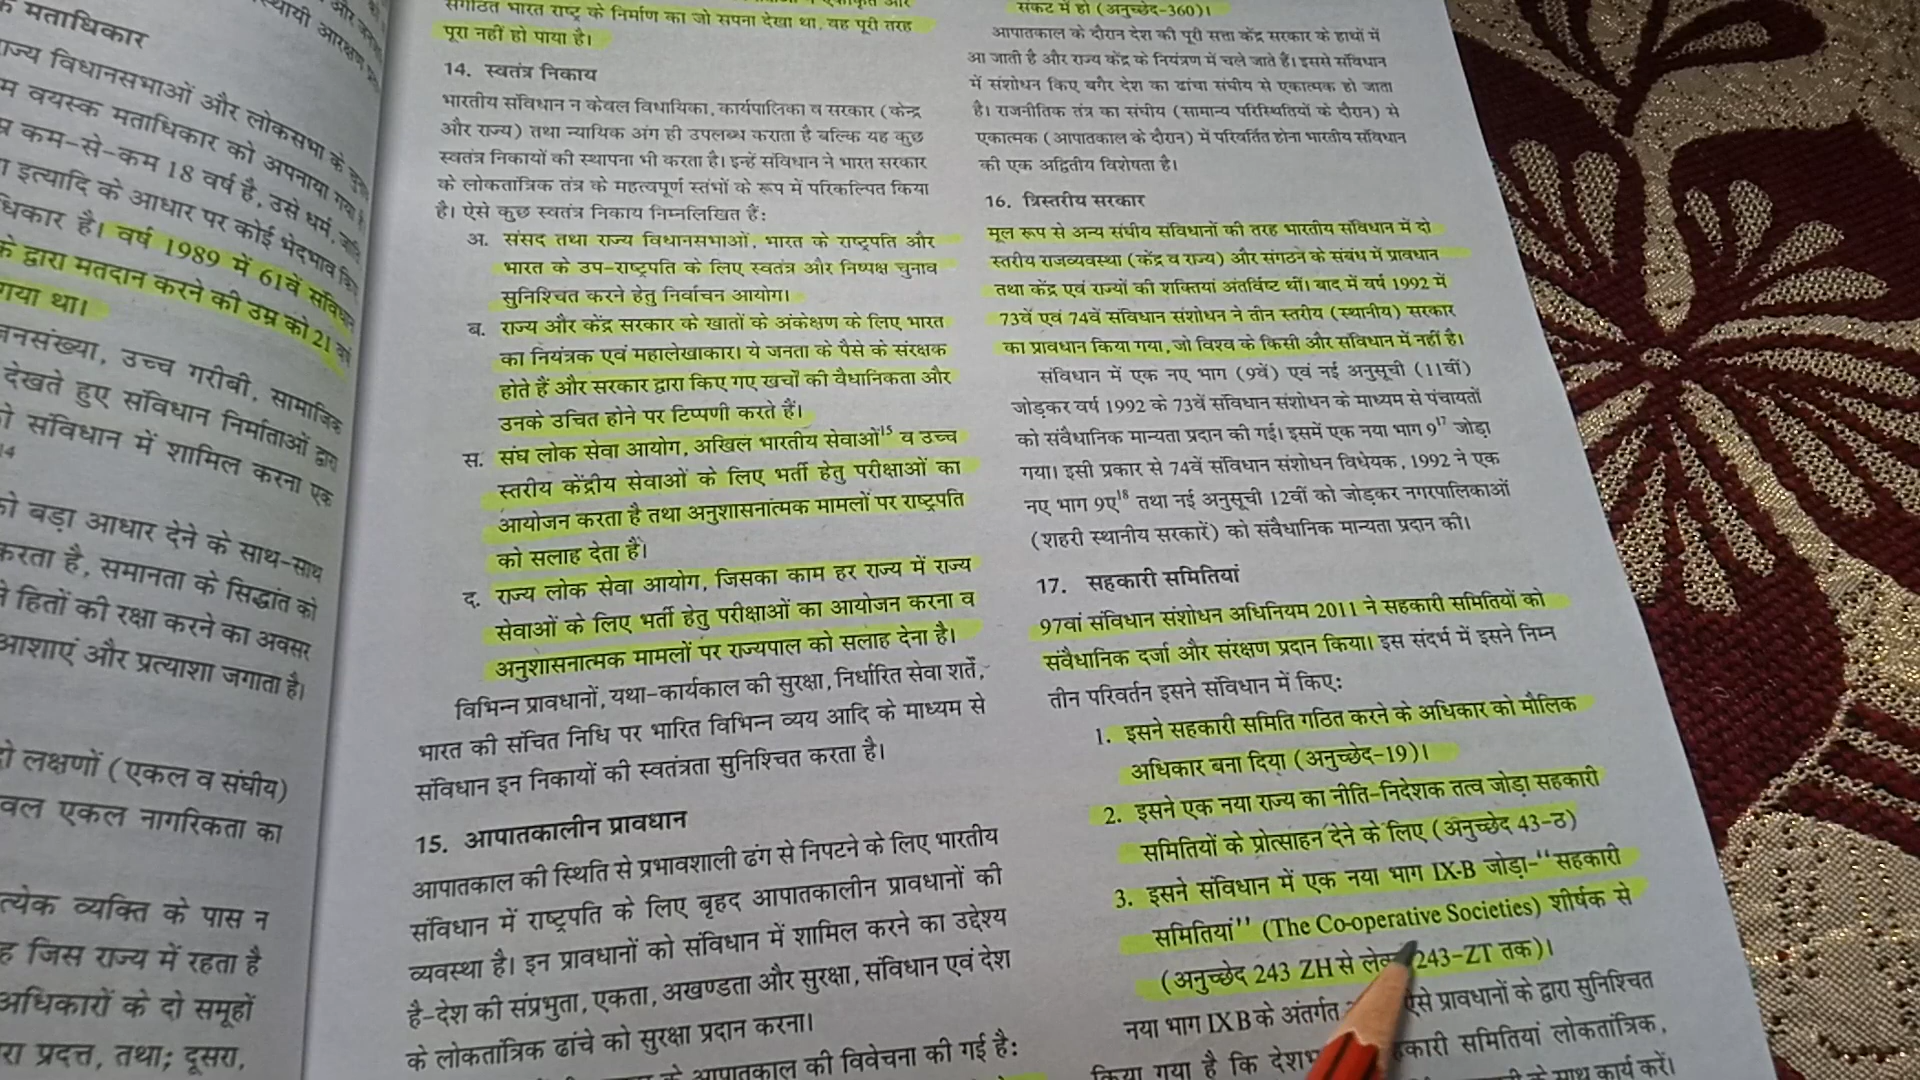 मताधिकार
राज्य विधानसभाओं और लोकसभा के चुनाव
वयस्क मताधिकार को अपनाया गया है
कम-से-कम 18 वर्ष है, उसे धर्म, जाति
इत्यादि के आधार पर कोई भेदभाव किए
है। वर्ष 1989 में 61वें संविधान
के द्वारा मतदान करने की उम्र को 21 वर्ष
गया था।
जनसंख्या, उच्च गरीबी, सामाजिक
देखते हुए संविधान निर्माताओं द्वारा
संविधान में शामिल करना एक
14
को बड़ा आधार देने के साथ-साथ
करता है, समानता के सिद्धांत को
हितों की रक्षा करने का अवसर
आशाएं और प्रत्याशा जगाता है।
लक्षणों (एकल व संघीय)
एकल नागरिकता का
व्यक्ति के पास न
जिस राज्य में रहता है
अधिकारों के दो समूहों
प्रदत्त, तथा; दूसरा,
संगठित भारत राष्ट्र के निर्माण का जो सपना देखा था, वह पूरी तरह
पूरा नहीं हो पाया है।
14. स्वतंत्र निकाय
भारतीय संविधान न केवल विधायिका, कार्यपालिका व सरकार (केन्द्र
और राज्य) तथा न्यायिक अंग ही उपलब्ध कराता है बल्कि यह कुछ
स्वतंत्र निकायों की स्थापना भी करता है। इन्हें संविधान ने भारत सरकार
के लोकतांत्रिक तंत्र के महत्वपूर्ण स्तंभों के रूप में परिकल्पित किया
है। ऐसे कुछ स्वतंत्र निकाय निम्नलिखित हैं:
अ. संसद तथा राज्य विधानसभाओं, भारत के राष्ट्रपति और
भारत के उप-राष्ट्रपति के लिए स्वतंत्र और निष्पक्ष चुनाव
सुनिश्चित करने हेतु निर्वाचन आयोग।
ब. राज्य और केंद्र सरकार के खातों के अंकेक्षण के लिए भारत
का नियंत्रक एवं महालेखाकार। ये जनता के पैसे के संरक्षक
होते हैं और सरकार द्वारा किए गए खर्चों की वैधानिकता और
उनके उचित होने पर टिप्पणी करते हैं।
स. संघ लोक सेवा आयोग, अखिल भारतीय सेवाओं15 व उच्च
स्तरीय केंद्रीय सेवाओं के लिए भर्ती हेतु परीक्षाओं का
आयोजन करता है तथा अनुशासनात्मक मामलों पर राष्ट्रपति
को सलाह देता है।
द. राज्य लोक सेवा आयोग, जिसका काम हर राज्य में राज्य
सेवाओं के लिए भर्ती हेतु परीक्षाओं का आयोजन करना व
अनुशासनात्मक मामलों पर राज्यपाल को सलाह देना है।
विभिन्न प्रावधानों, यथा-कार्यकाल की सुरक्षा, निर्धारित सेवा शर्तें,
भारत की संचित निधि पर भारित विभिन्न व्यय आदि के माध्यम से
संविधान इन निकायों की स्वतंत्रता सुनिश्चित करता है।
15. आपातकालीन प्रावधान
आपातकाल की स्थिति से प्रभावशाली ढंग से निपटने के लिए भारतीय
संविधान में राष्ट्रपति के लिए बृहद आपातकालीन प्रावधानों की
व्यवस्था है। इन प्रावधानों को संविधान में शामिल करने का उद्देश्य
है-देश की संप्रभुता, एकता, अखण्डता और सुरक्षा, संविधान एवं देश
के लोकतांत्रिक ढांचे को सुरक्षा प्रदान करना।
आपातकाल की विवेचना की गई है:
संकट में हो (अनुच्छेद-360)।
आपातकाल के दौरान देश की पूरी सत्ता केंद्र सरकार के हाथों में
आ जाती है और राज्य केंद्र के नियंत्रण में चले जाते हैं। इससे संविधान
में संशोधन किए बगैर देश का ढांचा संघीय से एकात्मक हो जाता
है। राजनीतिक तंत्र का संघीय (सामान्य परिस्थितियों के दौरान) से
एकात्मक (आपातकाल के दौरान) में परिवर्तित होना भारतीय संविधान
की एक अद्वितीय विशेषता है।
16. त्रिस्तरीय सरकार
मूल रूप से अन्य संघीय संविधानों की तरह भारतीय संविधान में दो
स्तरीय राजव्यवस्था (केंद्र व राज्य) और संगठन के संबंध में प्रावधान
तथा केंद्र एवं राज्यों की शक्तियां अंतर्विष्ट थीं। बाद में वर्ष 1992 में
73वें एवं 74वें संविधान संशोधन ने तीन स्तरीय (स्थानीय) सरकार
का प्रावधान किया गया, जो विश्व के किसी और संविधान में नहीं है।
संविधान में एक नए भाग (9वें) एवं नई अनुसूची (11वीं)
जोड़कर वर्ष 1992 के 73वें संविधान संशोधन के माध्यम से पंचायतों
को संवैधानिक मान्यता प्रदान की गई। इसमें एक नया भाग 917 जोड़ा
गया। इसी प्रकार से 74वें संविधान संशोधन विधेयक, 1992 ने एक
नए भाग 9ए18 तथा नई अनुसूची 12वीं को जोड़कर नगरपालिकाओं
(शहरी स्थानीय सरकारें) को संवैधानिक मान्यता प्रदान की।
17. सहकारी समितियां
97वां संविधान संशोधन अधिनियम 2011 ने सहकारी समितियों को
संवैधानिक दर्जा और संरक्षण प्रदान किया। इस संदर्भ में इसने निम्न
तीन परिवर्तन इसने संविधान में किए:
1. इसने सहकारी समिति गठित करने के अधिकार को मौलिक
अधिकार बना दिया (अनुच्छेद-19)।
2. इसने एक नया राज्य का नीति-निदेशक तत्व जोड़ा सहकारी
समितियों के प्रोत्साहन देने के लिए (अनुच्छेद 43-ठ)
3. इसने संविधान में एक नया भाग IX-B जोड़ा-"सहकारी
समितियां" (The Co-operative Societies) शीर्षक से
(अनुच्छेद 243 ZH से 243-ZT तक)।
नया भाग IXB के अंतर्गत ऐसे प्रावधानों के द्वारा सुनिश्चित
किया गया है कि समितियां लोकतांत्रिक,
के साथ कार्य करें।